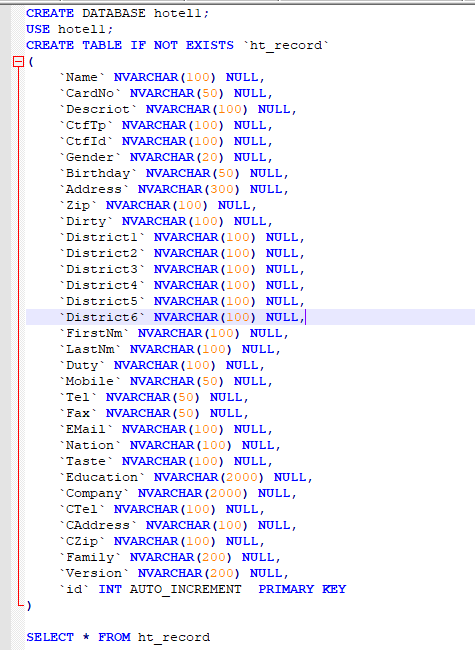 CREATE DATABASE hotel1;
USE hotel1;
CREATE TABLE IF NOT EXISTS `ht_record`
(
`Name` NVARCHAR(100) NULL,
`CardNo` NVARCHAR(50) NULL,
`Descriot` NVARCHAR(100) NULL,
`CtfTp` NVARCHAR(100) NULL,
`CtfId` NVARCHAR(100) NULL,
`Gender` NVARCHAR(20) NULL,
`Birthday` NVARCHAR(50) NULL,
`Address` NVARCHAR(300) NULL,
`Zip` NVARCHAR(100) NULL,
`Dirty` NVARCHAR(100) NULL,
`District1` NVARCHAR(100) NULL,
`District2` NVARCHAR(100) NULL,
`District3` NVARCHAR(100) NULL,
`District4` NVARCHAR(100) NULL,
`District5` NVARCHAR(100) NULL,
`District6` NVARCHAR(100) NULL,
`FirstNm` NVARCHAR(100) NULL,
`LastNm` NVARCHAR(100) NULL,
`Duty` NVARCHAR(100) NULL,
`Mobile` NVARCHAR(50) NULL,
`Tel` NVARCHAR(50) NULL,
`Fax` NVARCHAR(50) NULL,
`EMail` NVARCHAR(100) NULL,
`Nation` NVARCHAR(100) NULL,
`Taste` NVARCHAR(100) NULL,
`Education` NVARCHAR(2000) NULL,
`Company` NVARCHAR(2000) NULL,
`CTel` NVARCHAR(100) NULL,
`CAddress` NVARCHAR(100) NULL,
`CZip` NVARCHAR(100) NULL,
`Family` NVARCHAR(200) NULL,
`Version` NVARCHAR(200) NULL,
`id` INT AUTO_INCREMENT  PRIMARY KEY
)
SELECT * FROM ht_record